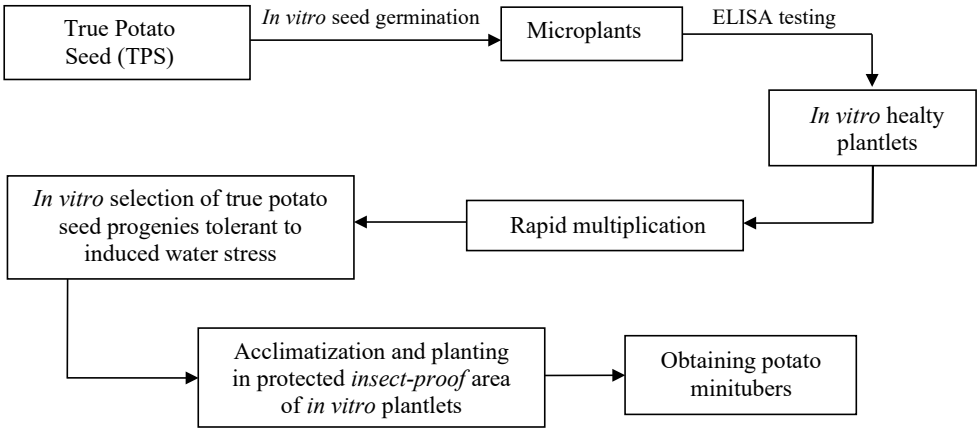 True Potato
Seed (TPS)
In vitro seed germination
Microplants
ELISA testing
In vitro healty
plantlets
Rapid multiplication
In vitro selection of true potato
seed progenies tolerant to
induced water stress
Acclimatization and planting
in protected insect-proof area
of in vitro plantlets
Obtaining potato
minitubers